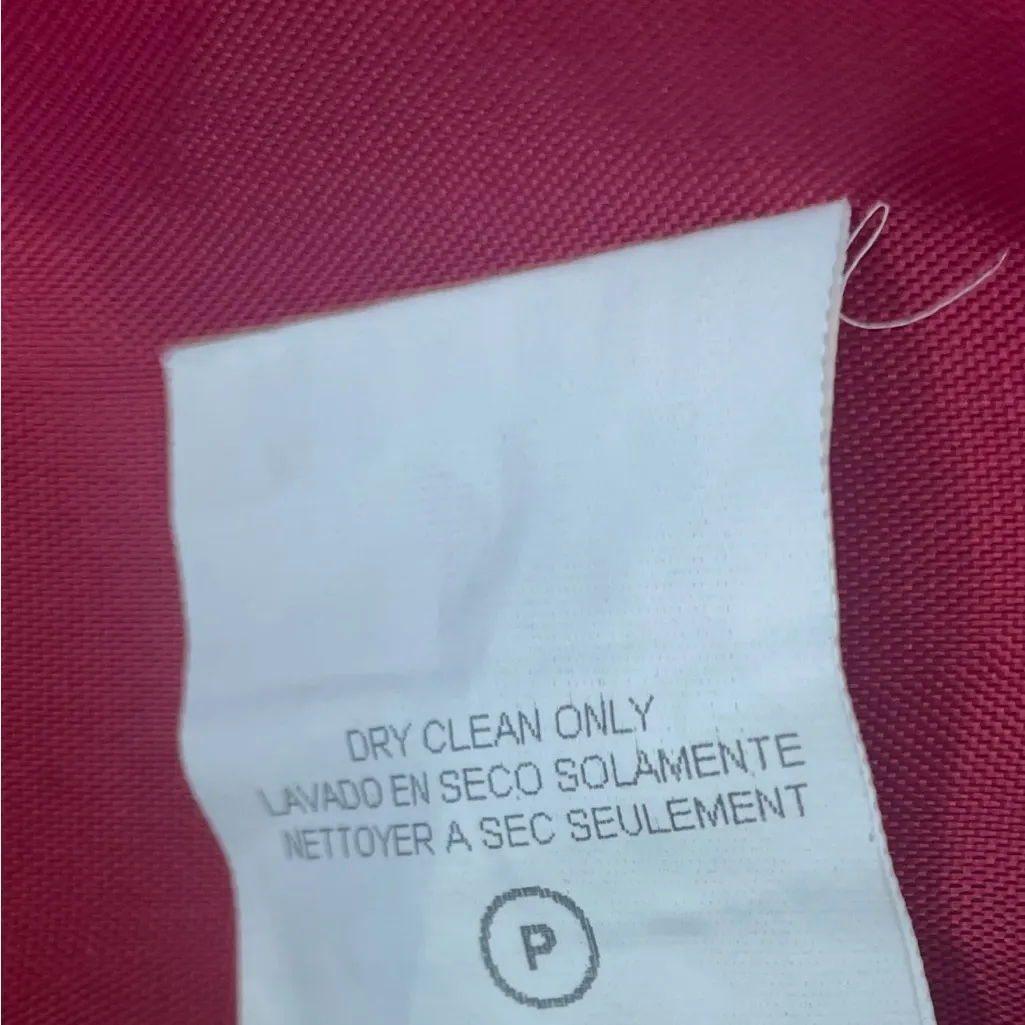 DRY CLEAN ONLY
LAVADO EN SECO SOLAMENTE
NETTOYER A SEC SEULEMENT
P